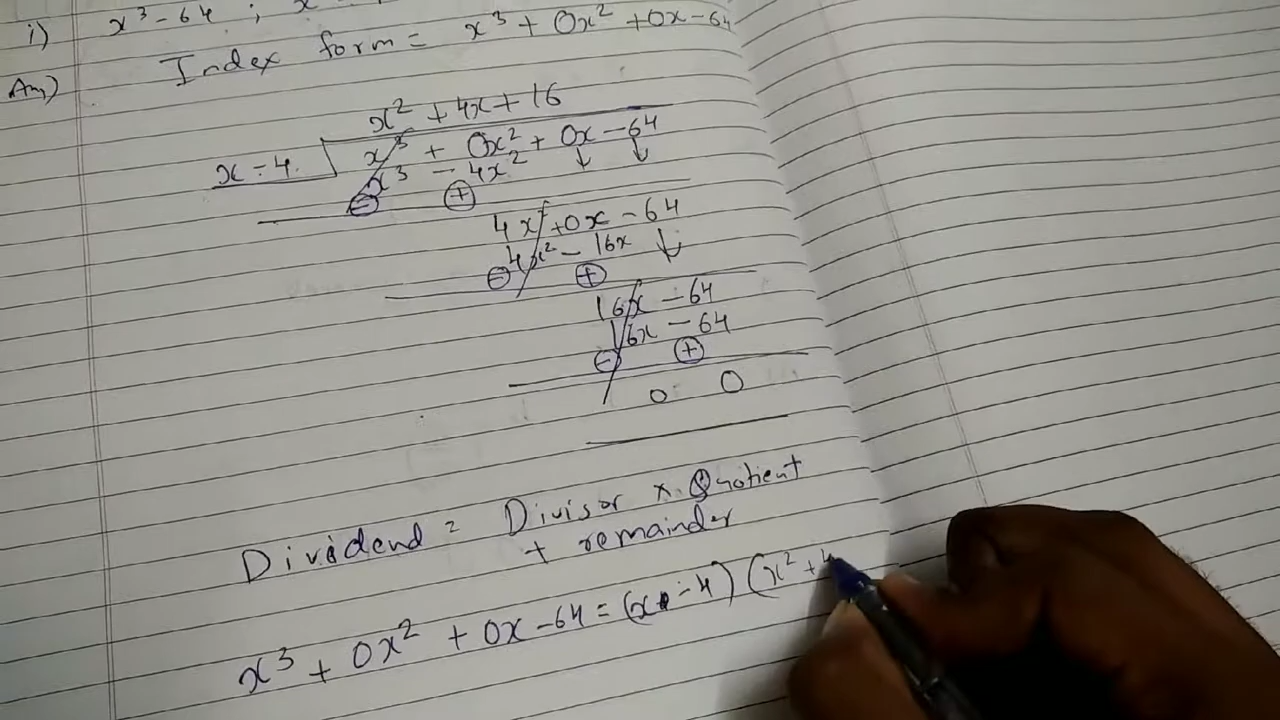 i) x³ - 64 ; x
Ans) Index form = x³ + 0x² + 0x - 64
x² + 4x + 16
x - 4 x³ + 0x² + 0x - 64
x³ - 4x² ↓ ↓
⊖ ⊕
4x² + 0x - 64
4x² - 16x ↓
⊖ ⊕
16x - 64
16x - 64
⊖ ⊕
0 0
Dividend = Divisor × Quotient
+ remainder
x³ + 0x² + 0x - 64 = (x - 4) (x² + 4